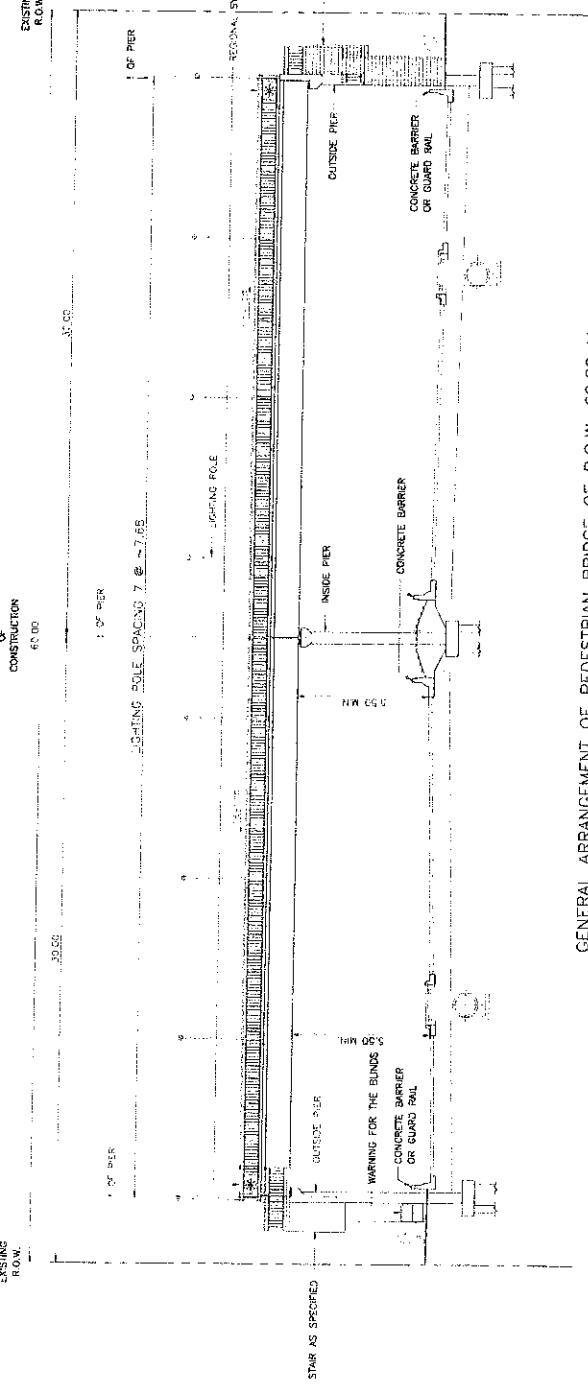 EXISTING
R.O.W.
OF
CONSTRUCTION
60.00
30.00
30.00
OF PIER
OF PIER
OF PIER
LIGHTING POLE SPACING 7 @ ~7.65
LIGHTING POLE
STAIR AS SPECIFIED
OUTSIDE PIER
5.50 MIN.
WARNING FOR THE BLINDS
CONCRETE BARRIER
OR GUARD RAIL
INSIDE PIER
5.50 MIN.
CONCRETE BARRIER
OUTSIDE PIER
CONCRETE BARRIER
OR GUARD RAIL
GENERAL ARRANGEMENT OF PEDESTRIAN BRIDGE OF R.O.W.